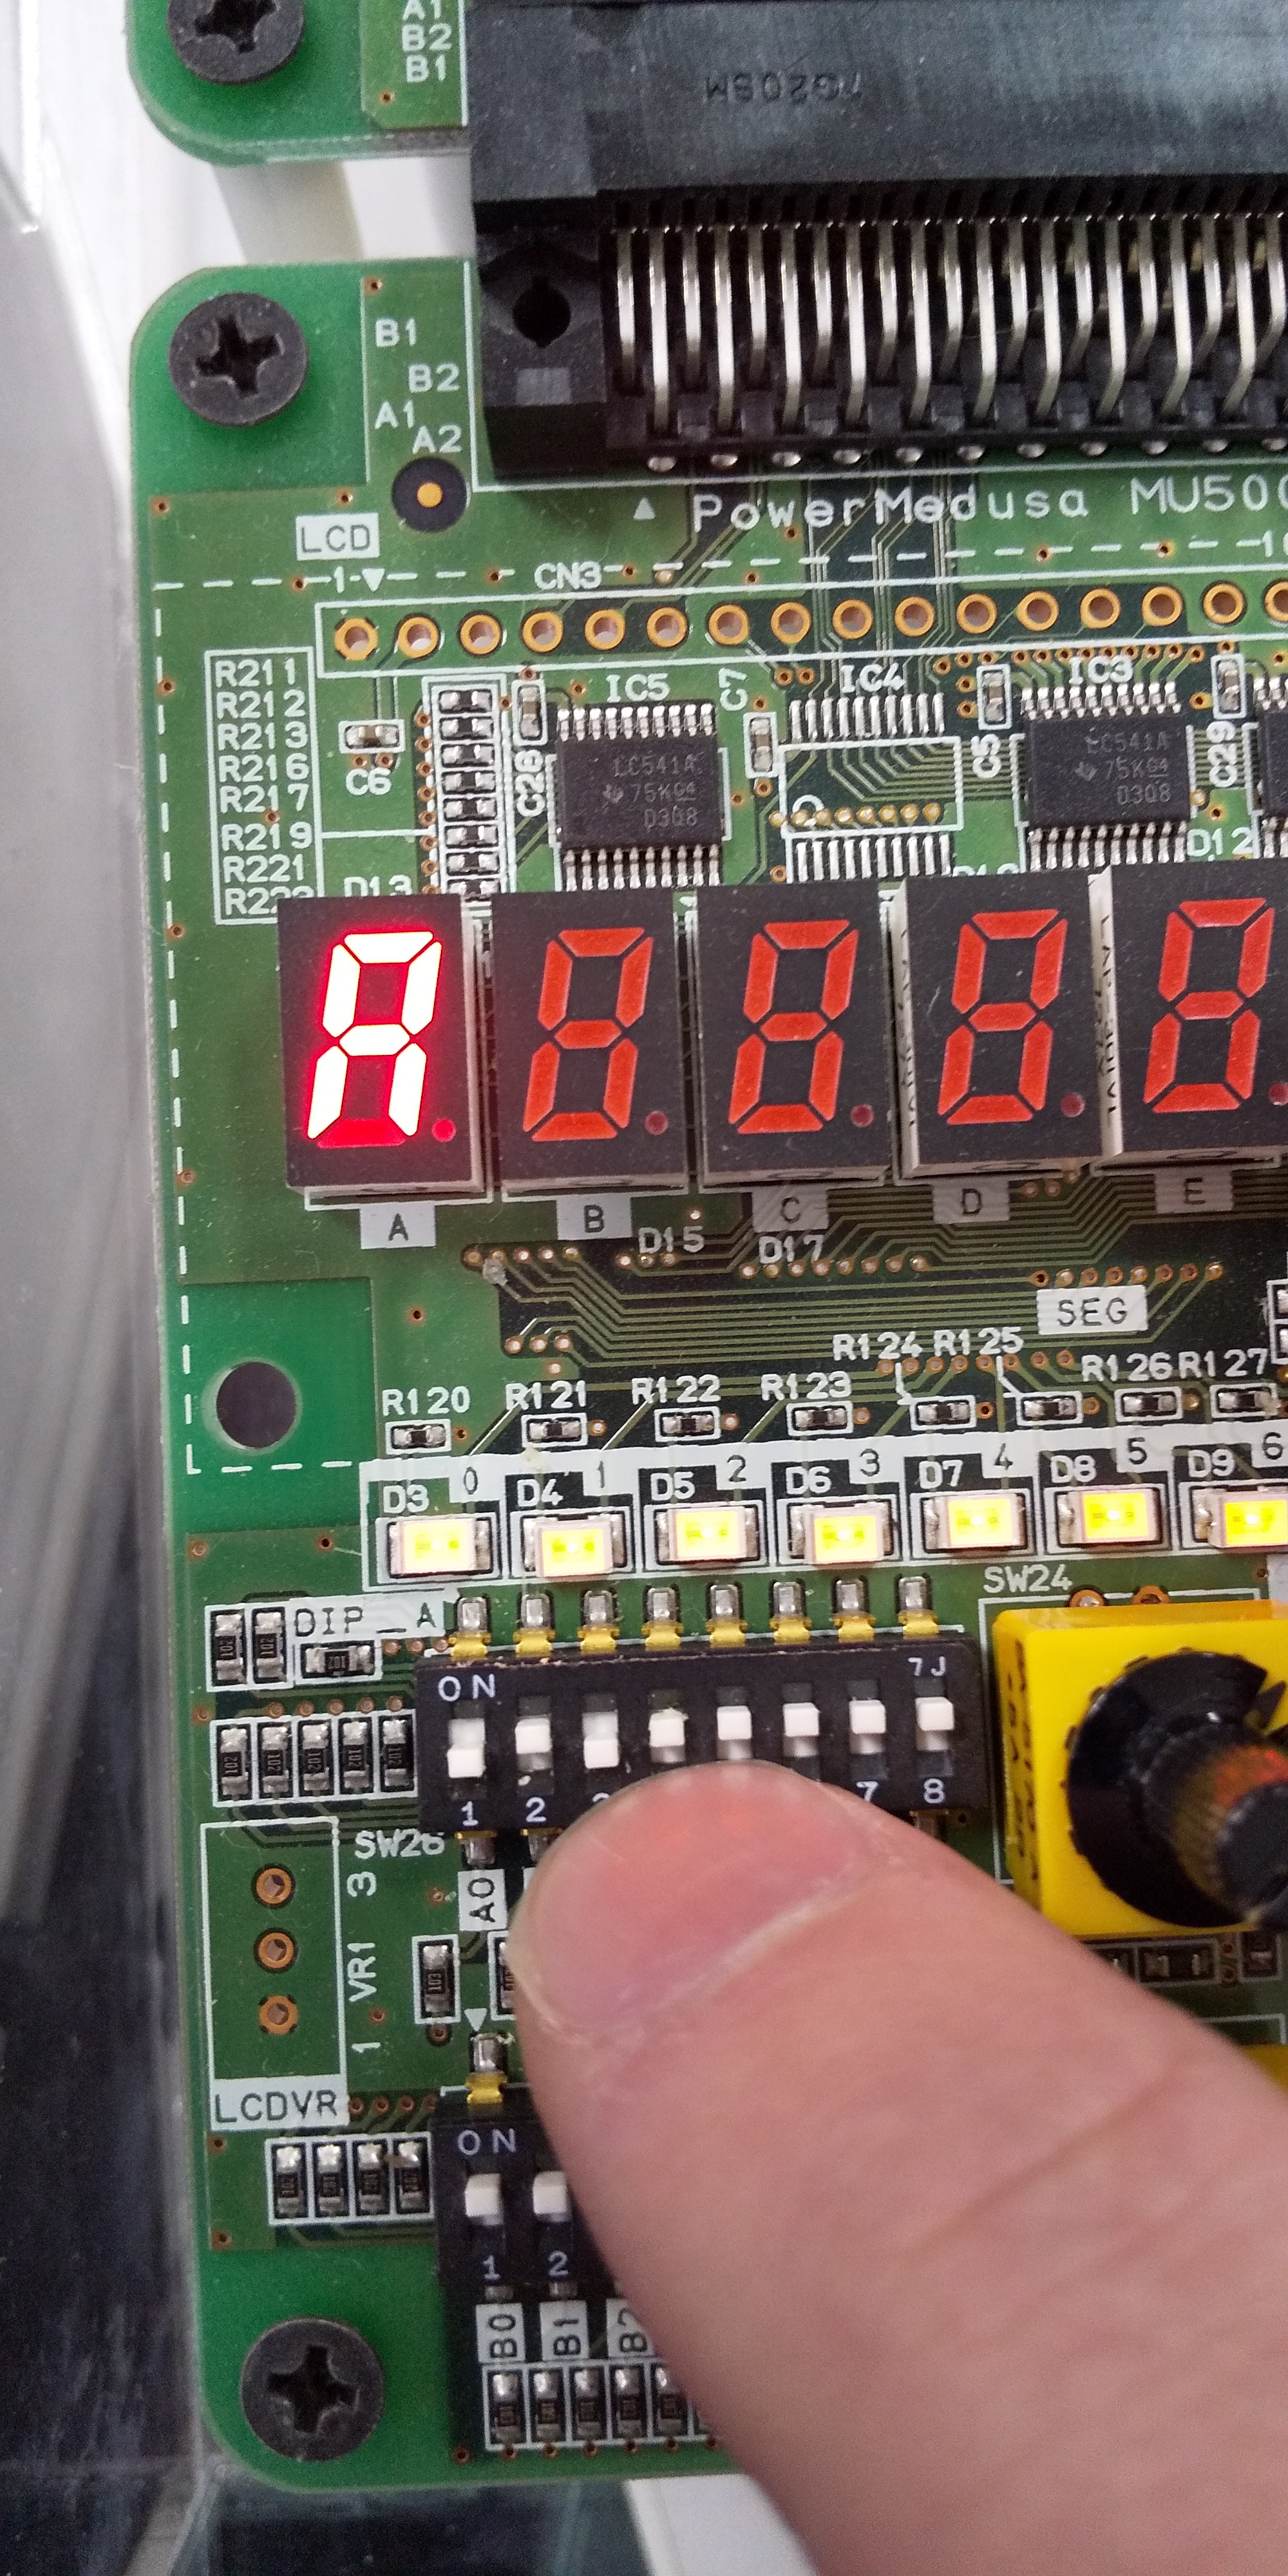 A1
B2
B1
B1
B2
A1
A2
PowerMedusa MU500
LCD
1
CN3
R211
R212
R213
R216
R217
R219
R221
C6
C28
IC5
C7
IC4
IC3
C5
C29
LC541A
75K G4
D3Q8
LC541A
75K G4
D3Q8
D13
D12
A
A
B
C
D
E
D15
D17
SEG
R124
R125
R120
R121
R122
R123
R126
R127
D3
0
D4
1
D5
2
D6
3
D7
4
D8
5
D9
6
SW24
DIP_A
ON
7J
1
2
7
8
SW26
A0
3
VR1
1
LCDVR
103
ON
1
2
B0
B1